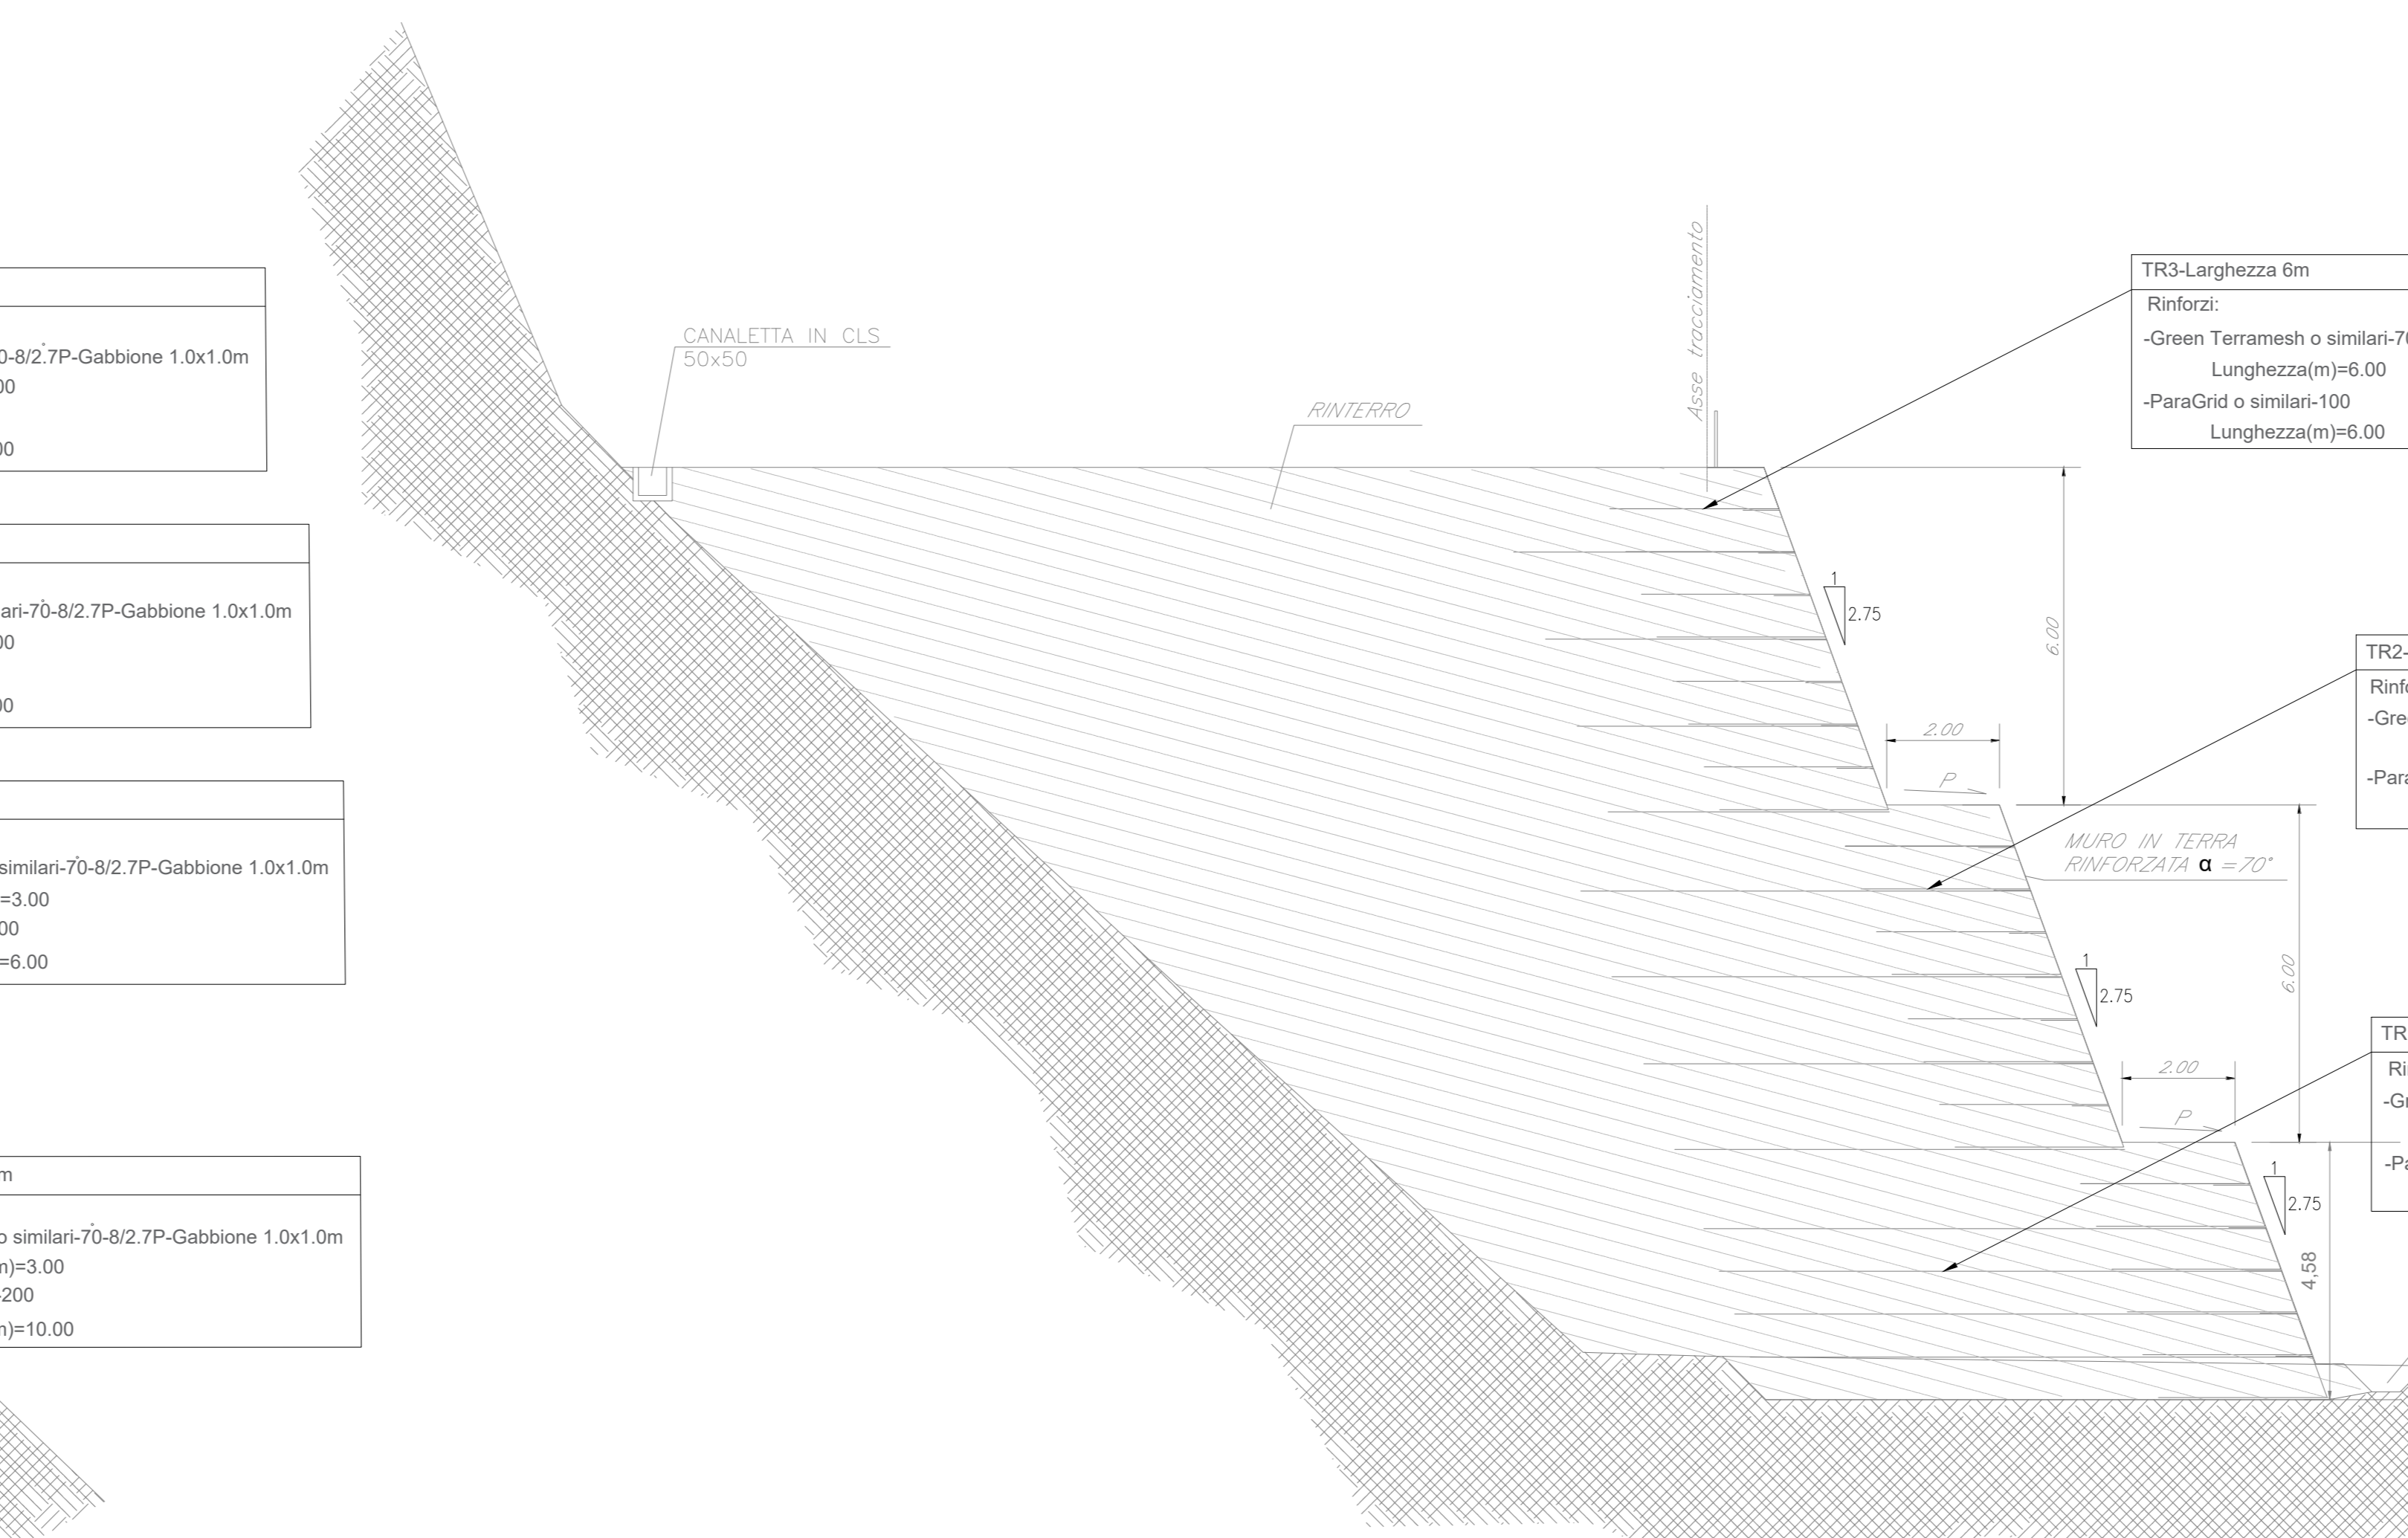 0-8/2.7P-Gabbione 1.0x1.0m
00
00
ari-70°-8/2.7P-Gabbione 1.0x1.0m
00
00
similari-70°-8/2.7P-Gabbione 1.0x1.0m
=3.00
00
=6.00
m
o similari-70°-8/2.7P-Gabbione 1.0x1.0m
m)=3.00
-200
m)=10.00
CANALETTA IN CLS
50x50
RINTERRO
Asse tracciamento
TR3-Larghezza 6m
Rinforzi:
-Green Terramesh o similari-70
Lunghezza(m)=6.00
-ParaGrid o similari-100
Lunghezza(m)=6.00
1
2.75
6.00
2.00
P
TR2-
Rinfo
-Gree
-Para
MURO IN TERRA
RINFORZATA α =70°
1
2.75
6.00
2.00
P
TR
Ri
-Gr
-Pa
1
2.75
4,58